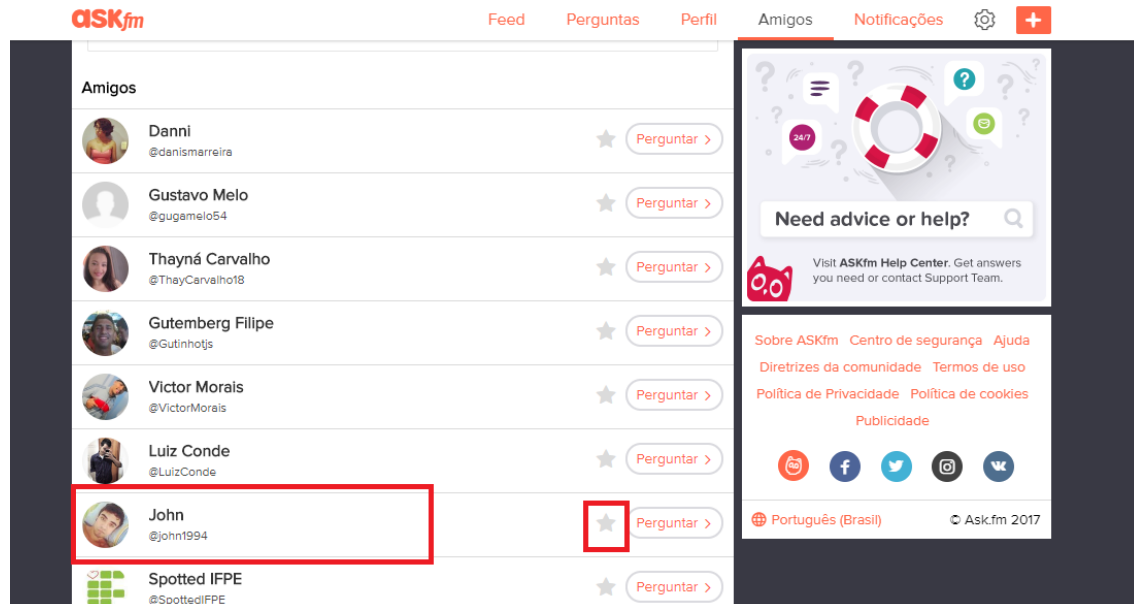 ASKfm
Feed Perguntas Perfil Amigos Notificações
Amigos
Danni
@danismarreira
Perguntar >
Gustavo Melo
@gugamelo54
Perguntar >
Thayná Carvalho
@ThayCarvalho18
Perguntar >
Gutemberg Filipe
@Gutinhotjs
Perguntar >
Victor Morais
@VictorMorais
Perguntar >
Luiz Conde
@LuizConde
Perguntar >
John
@john1994
Perguntar >
Spotted IFPE
@SpottedIFPE
Perguntar >
24/7
Need advice or help?
Visit ASKfm Help Center. Get answers
you need or contact Support Team.
Sobre ASKfm Centro de segurança Ajuda
Diretrizes da comunidade Termos de uso
Política de Privacidade Política de cookies
Publicidade
Português (Brasil) © Ask.fm 2017